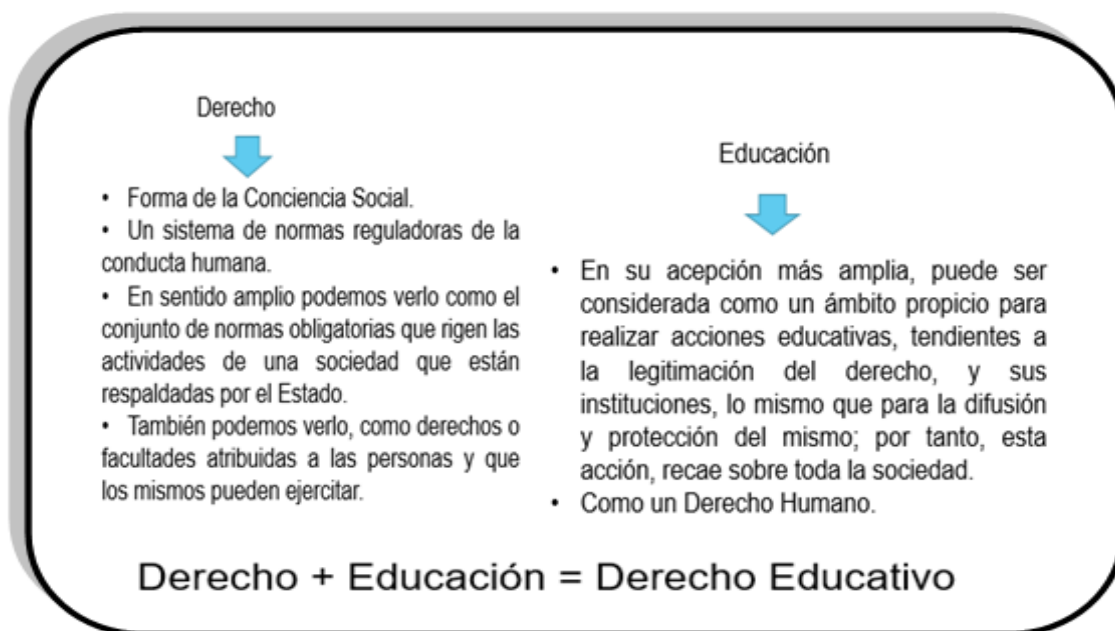 Derecho
• Forma de la Conciencia Social.
• Un sistema de normas reguladoras de la
conducta humana.
• En sentido amplio podemos verlo como el
conjunto de normas obligatorias que rigen las
actividades de una sociedad que están
respaldadas por el Estado.
• También podemos verlo, como derechos o
facultades atribuidas a las personas y que
los mismos pueden ejercitar.
Educación
• En su acepción más amplia, puede ser
considerada como un ámbito propicio para
realizar acciones educativas, tendientes a
la legitimación del derecho, y sus
instituciones, lo mismo que para la difusión
y protección del mismo; por tanto, esta
acción, recae sobre toda la sociedad.
• Como un Derecho Humano.
Derecho + Educación = Derecho Educativo